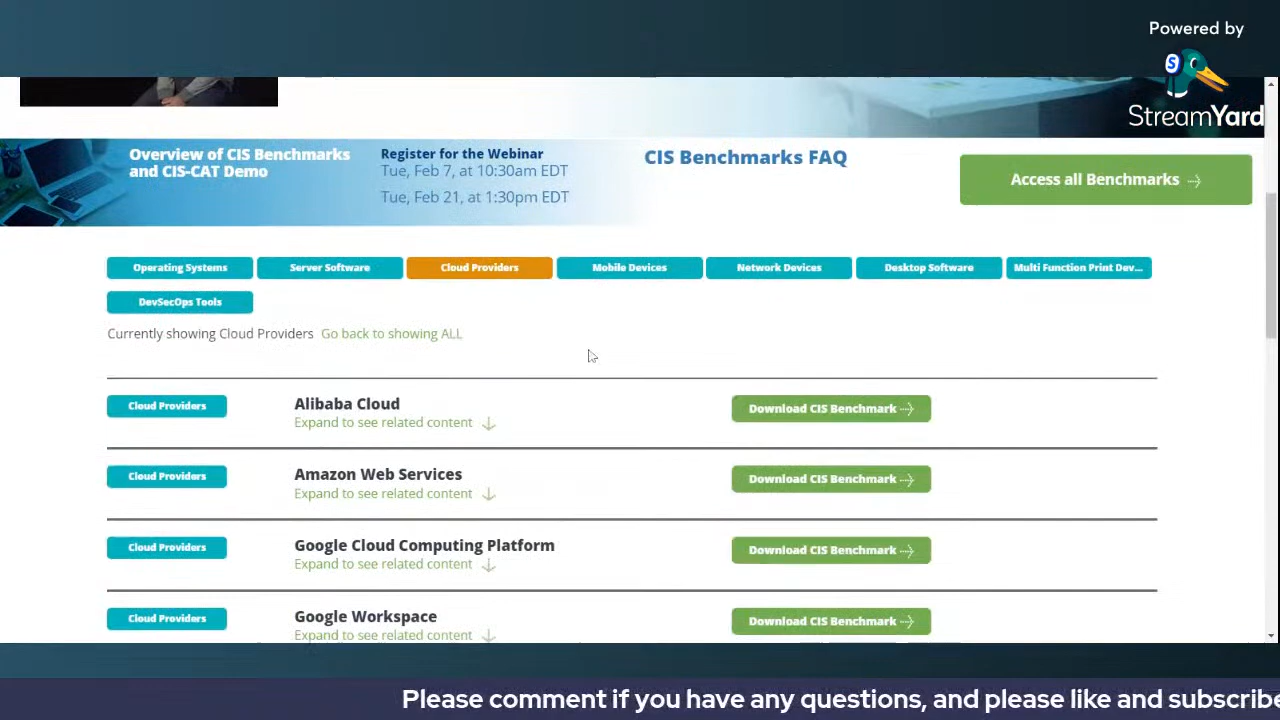 Powered by
S
StreamYard
Overview of CIS Benchmarks
and CIS-CAT Demo
Register for the Webinar
Tue, Feb 7, at 10:30am EDT
Tue, Feb 21, at 1:30pm EDT
CIS Benchmarks FAQ
Access all Benchmarks
Operating Systems
Server Software
Cloud Providers
Mobile Devices
Network Devices
Desktop Software
Multi Function Print Dev...
DevSecOps Tools
Currently showing Cloud Providers Go back to showing ALL
Cloud Providers
Alibaba Cloud
Expand to see related content
Download CIS Benchmark
Cloud Providers
Amazon Web Services
Expand to see related content
Download CIS Benchmark
Cloud Providers
Google Cloud Computing Platform
Expand to see related content
Download CIS Benchmark
Cloud Providers
Google Workspace
Expand to see related content
Download CIS Benchmark
Please comment if you have any questions, and please like and subscribe